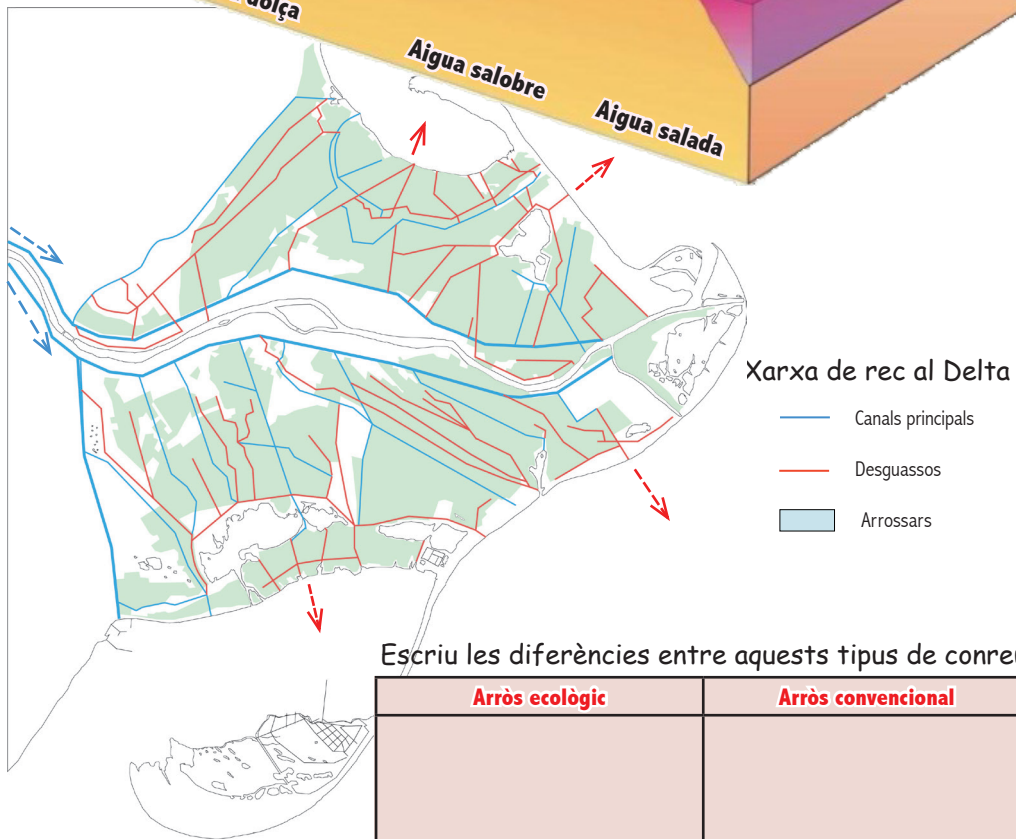 dolça
Aigua salobre
Aigua salada
Xarxa de rec al Delta
Canals principals
Desguassos
Arrossars
Escriu les diferències entre aquests tipus de
Arròs ecològic
Arròs convencional